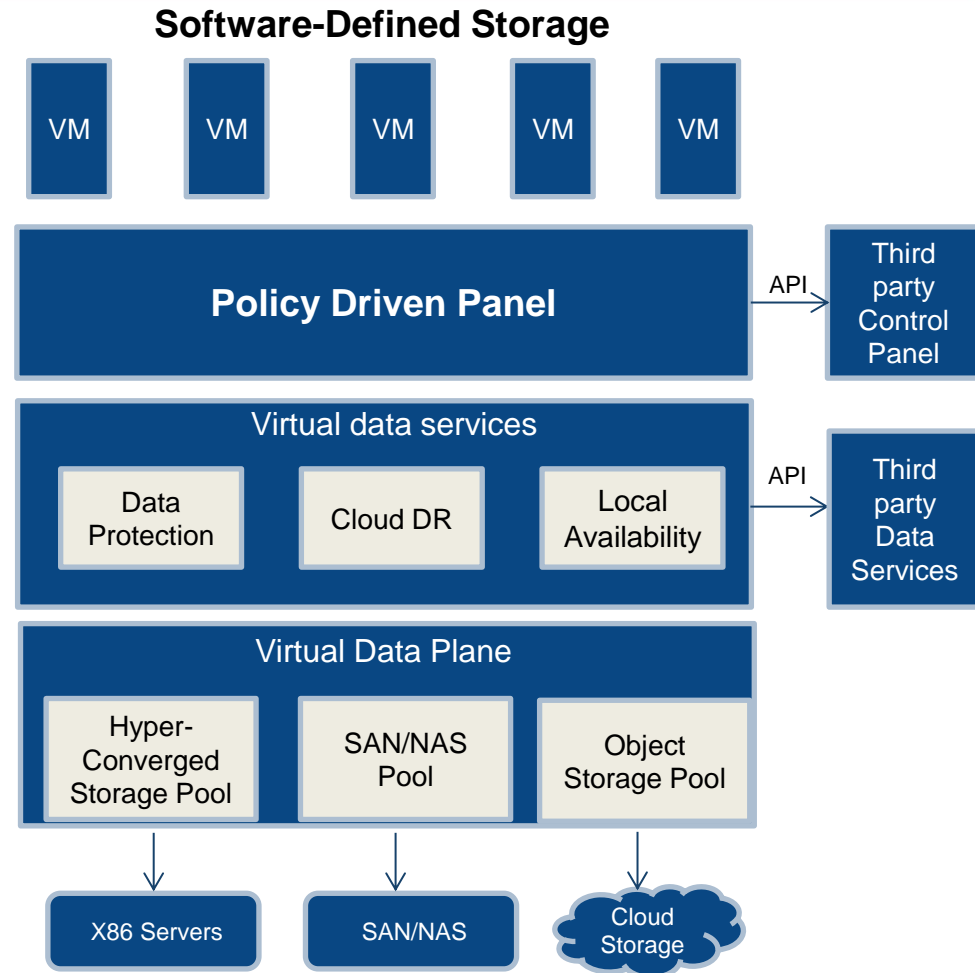 Software-Defined Storage
VM
VM
VM
VM
VM
Policy Driven Panel
API
Third
party
Control
Panel
Virtual data services
Data
Protection
Cloud DR
Local
Availability
API
Third
party
Data
Services
Virtual Data Plane
Hyper-
Converged
Storage Pool
SAN/NAS
Pool
Object
Storage Pool
X86 Servers
SAN/NAS
Cloud
Storage